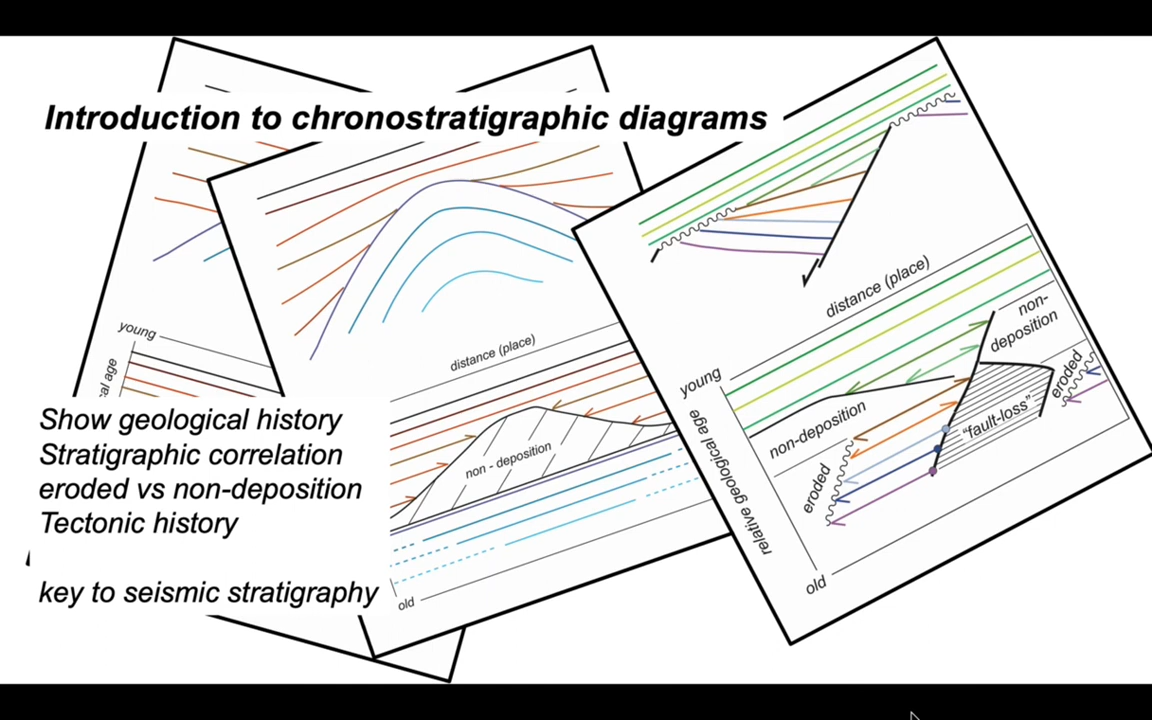 Introduction to chronostratigraphic diagrams
Show geological history
Stratigraphic correlation
eroded vs non-deposition
Tectonic history
key to seismic stratigraphy
young
cal age
distance (place)
non - deposition
old
distance (place)
young
relative geological age
old
non-deposition
eroded
"fault-loss"
non-
deposition
eroded